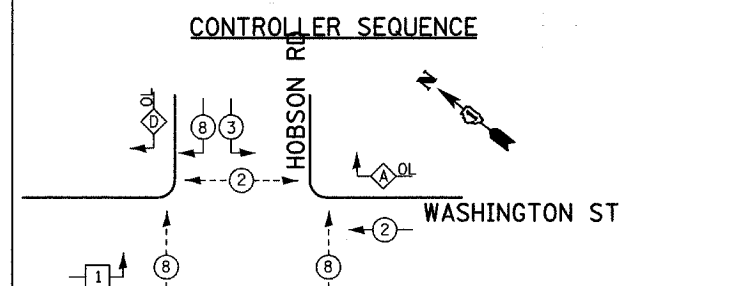 CONTROLLER SEQUENCE
HOBSON RD
N
OL
D
8
3
2
A
OL
WASHINGTON ST
2
1
8
8